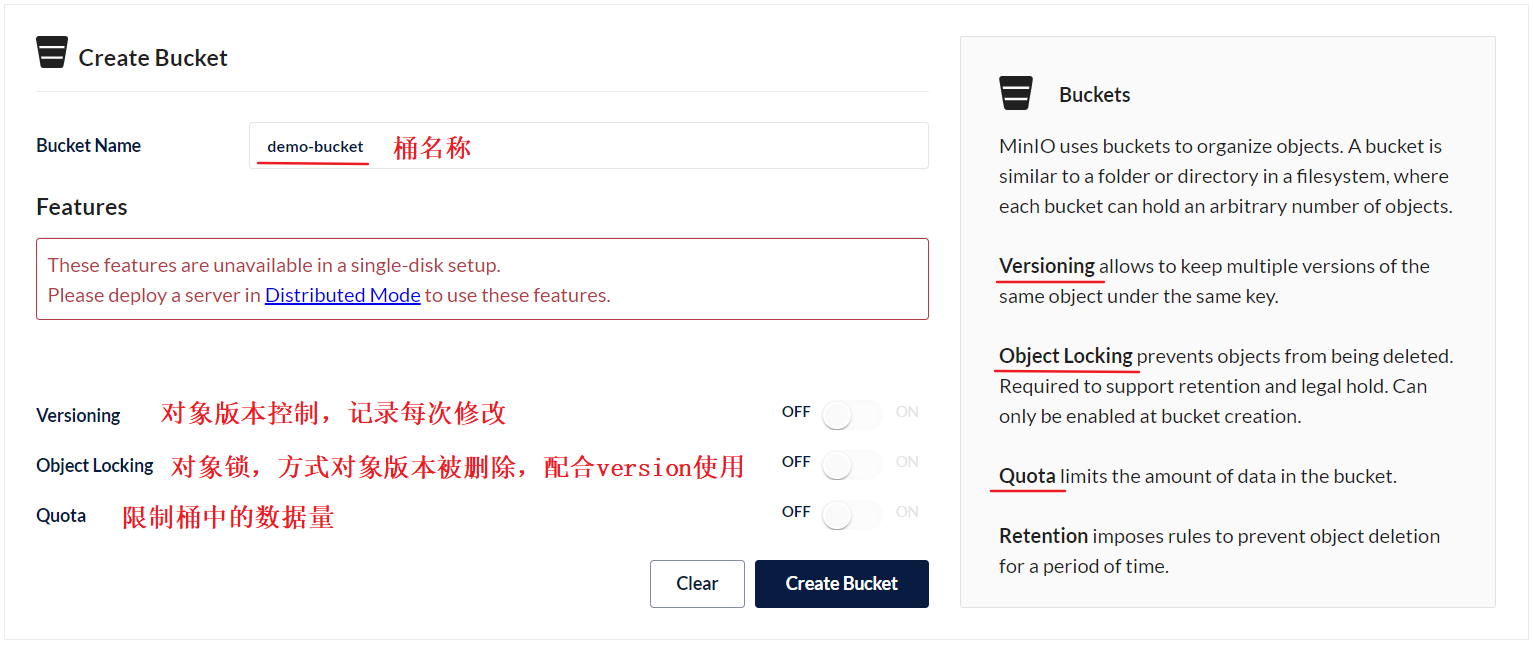 Create Bucket
Bucket Name
demo-bucket 桶名称
Features
These features are unavailable in a single-disk setup.
Please deploy a server in Distributed Mode to use these features.
Versioning 对象版本控制，记录每次修改 OFF ON
Object Locking 对象锁，方式对象版本被删除，配合version使用 OFF ON
Quota 限制桶中的数据量 OFF ON
Clear
Create Bucket
Buckets
MinIO uses buckets to organize objects. A bucket is
similar to a folder or directory in a filesystem, where
each bucket can hold an arbitrary number of objects.
Versioning allows to keep multiple versions of the
same object under the same key.
Object Locking prevents objects from being deleted.
Required to support retention and legal hold. Can
only be enabled at bucket creation.
Quota limits the amount of data in the bucket.
Retention imposes rules to prevent object deletion
for a period of time.